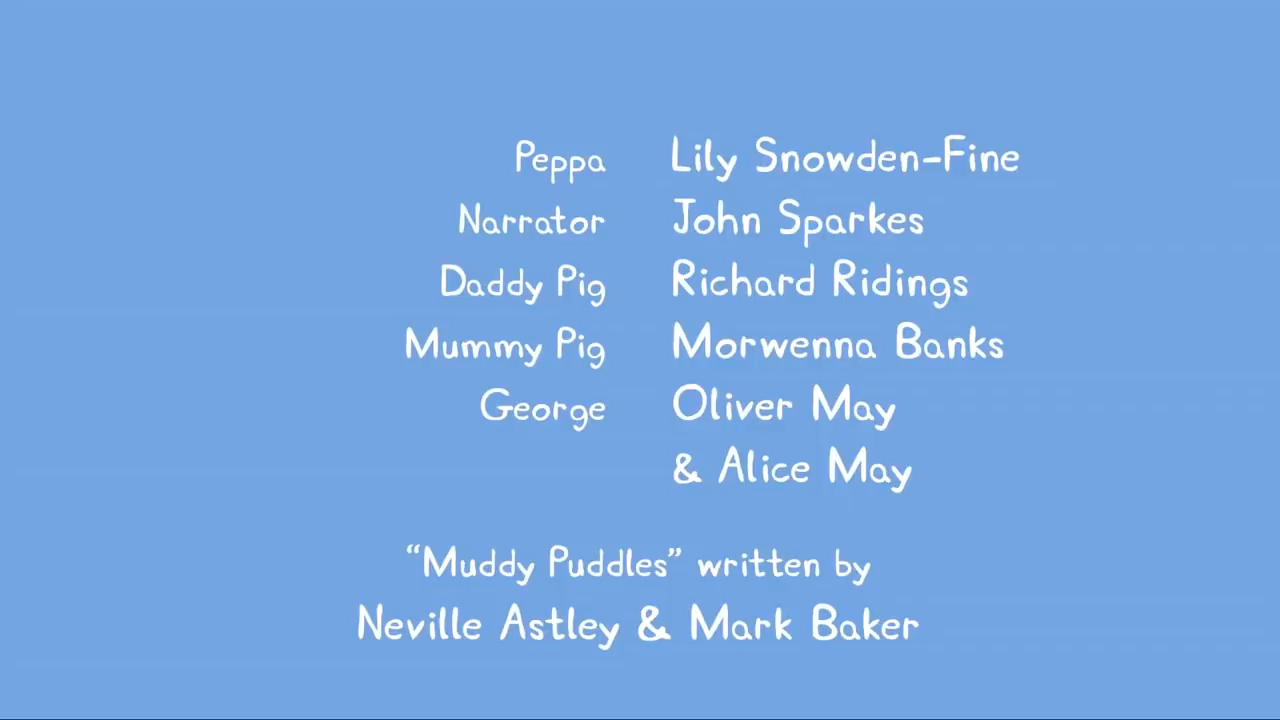 Peppa Lily Snowden-Fine
Narrator John Sparkes
Daddy Pig Richard Ridings
Mummy Pig Morwenna Banks
George Oliver May
& Alice May
“Muddy Puddles” written by
Neville Astley & Mark Baker